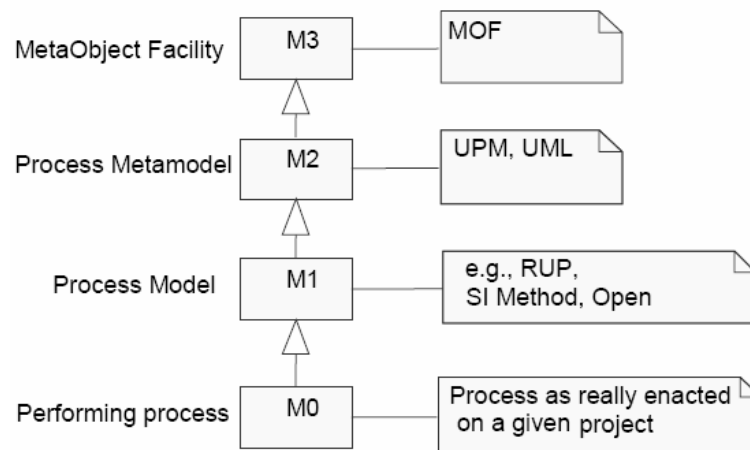 MetaObject Facility
M3
MOF
Process Metamodel
M2
UPM, UML
Process Model
M1
e.g., RUP,
SI Method, Open
Performing process
M0
Process as really enacted
on a given project